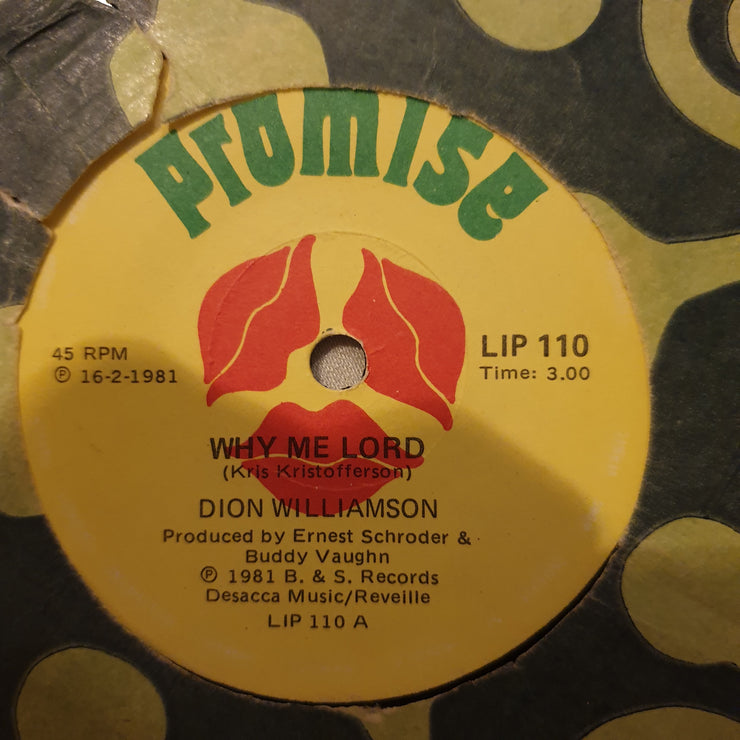 Promise
45 RPM
℗ 16-2-1981
LIP 110
Time: 3.00
WHY ME LORD
(Kris Kristofferson)
DION WILLIAMSON
Produced by Ernest Schroder &
Buddy Vaughn
℗ 1981 B. & S. Records
Desacca Music/Reveille
LIP 110 A